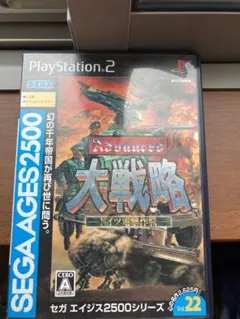 PlayStation 2
SEGA
SEGA AGES 2500
幻の千年帝国が再び世に問う。
Advanced
大戦略
CERO
A
セガ エイジス2500シリーズ
Vol.22